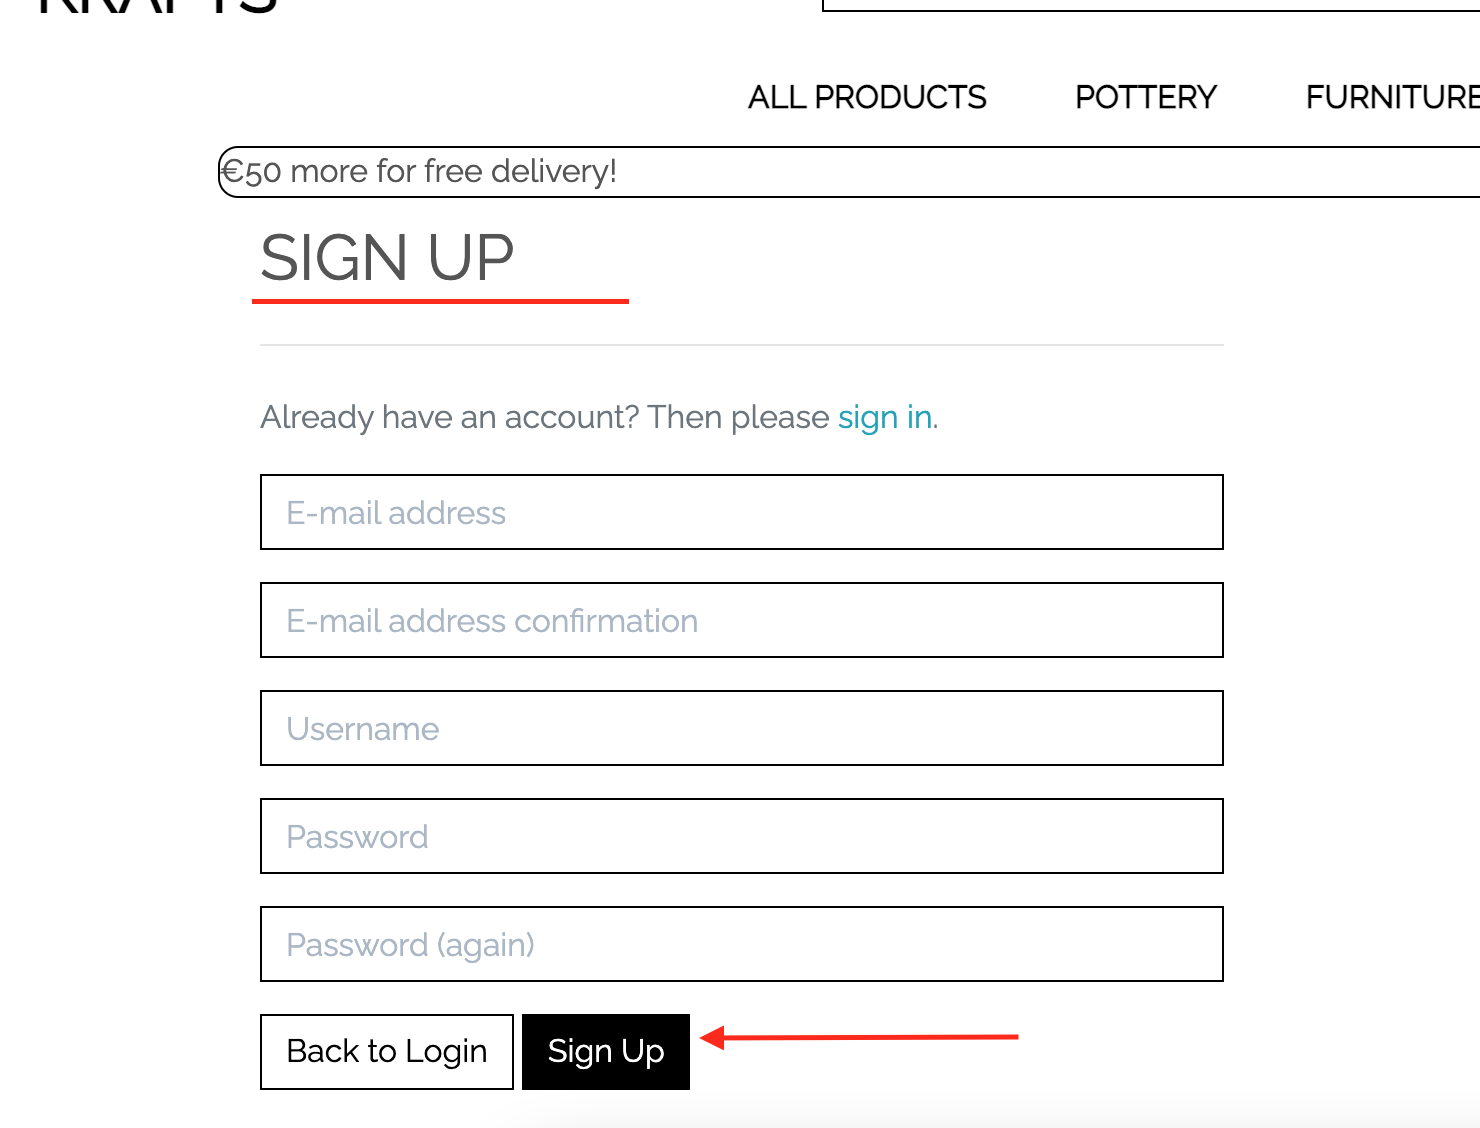 KRAFTS
ALL PRODUCTS POTTERY FURNITURE
€50 more for free delivery!
SIGN UP
Already have an account? Then please sign in.
E-mail address
E-mail address confirmation
Username
Password
Password (again)
Back to Login Sign Up